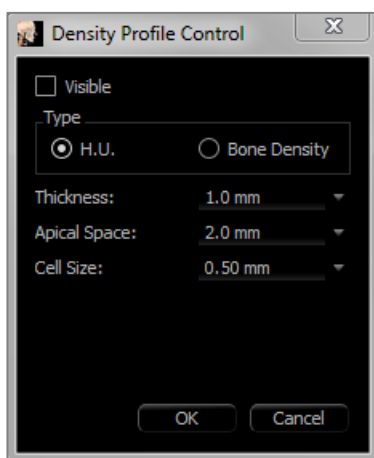 Density Profile Control
Visible
Type
H.U. Bone Density
Thickness: 1.0 mm
Apical Space: 2.0 mm
Cell Size: 0.50 mm
OK Cancel